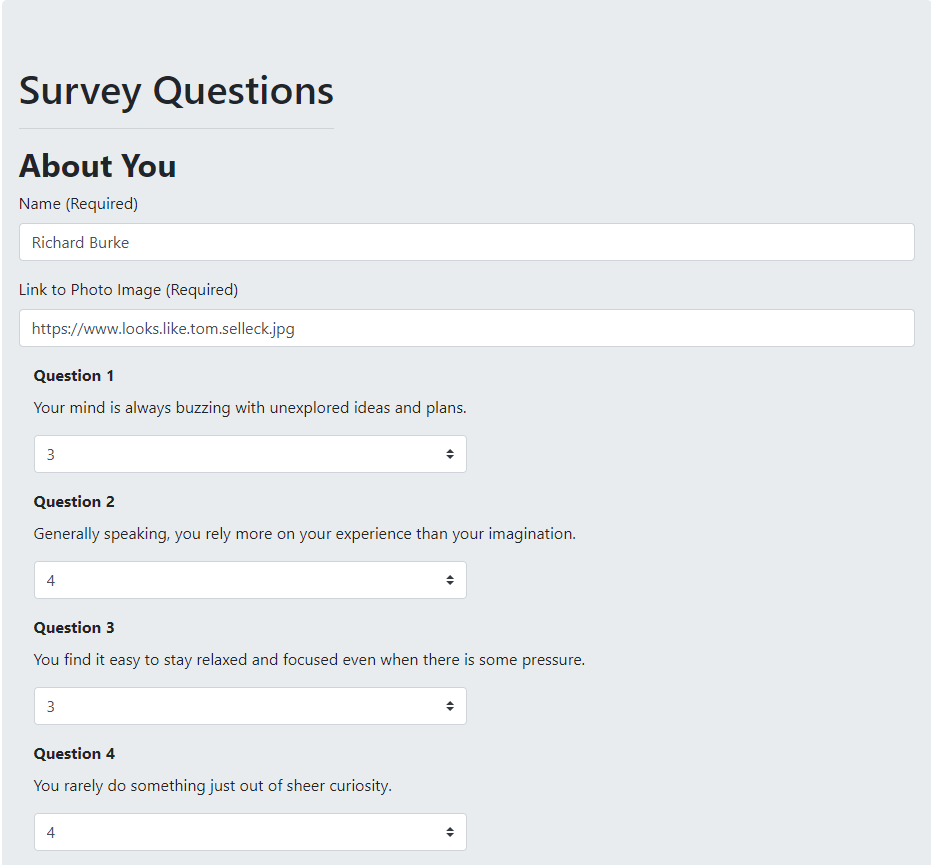 Survey Questions
About You
Name (Required)
Richard Burke
Link to Photo Image (Required)
https://www.looks.like.tom.selleck.jpg
Question 1
Your mind is always buzzing with unexplored ideas and plans.
3
Question 2
Generally speaking, you rely more on your experience than your imagination.
4
Question 3
You find it easy to stay relaxed and focused even when there is some pressure.
3
Question 4
You rarely do something just out of sheer curiosity.
4